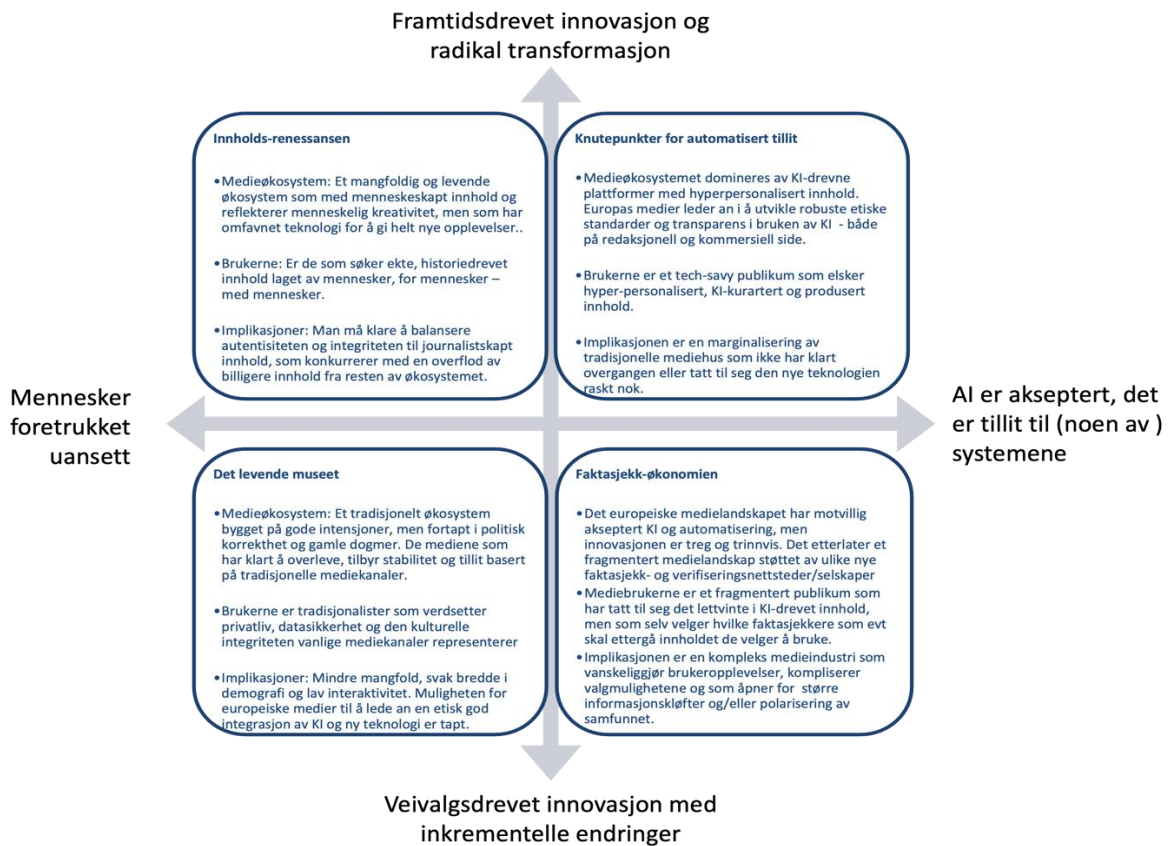 Framtidsdrevet innovasjon og
radikal transformasjon
Innholds-renessansen
•Medieøkosystem: Et mangfoldig og levende
økosystem som med menneskeskapt innhold og
reflekterer menneskelig kreativitet, men som har
omfavnet teknologi for å gi helt nye opplevelser..
•Brukerne: Er de som søker ekte, historiedrevet
innhold laget av mennesker, for mennesker –
med mennesker.
•Implikasjoner: Man må klare å balansere
autentisiteten og integriteten til journalistskapt
innhold, som konkurrerer med en overflod av
billigere innhold fra resten av økosystemet.
Knutepunkter for automatisert tillit
•Medieøkosystemet domineres av KI-drevne
plattformer med hyperpersonalisert innhold.
Europas medier leder an i å utvikle robuste etiske
standarder og transparens i bruken av KI - både
på redaksjonell og kommersiell side.
•Brukerne er et tech-savy publikum som elsker
hyper-personalisert, KI-kurartert og produsert
innhold.
•Implikasjonen er en marginalisering av
tradisjonelle mediehus som ikke har klart
overgangen eller tatt til seg den nye teknologien
raskt nok.
Mennesker
foretrukket
uansett
AI er akseptert, det
er tillit til (noen av )
systemene
Det levende museet
•Medieøkosystem: Et tradisjonelt økosystem
bygget på gode intensjoner, men fortapt i politisk
korrekthet og gamle dogmer. De mediene som
har klart å overleve, tilbyr stabilitet og tillit basert
på tradisjonelle mediekanaler.
•Brukerne er tradisjonalister som verdsetter
privatliv, datasikkerhet og den kulturelle
integriteten vanlige mediekanaler representerer
•Implikasjoner: Mindre mangfold, svak bredde i
demografi og lav interaktivitet. Muligheten for
europeiske medier til å lede an en etisk god
integrasjon av KI og ny teknologi er tapt.
Faktasjekk-økonomien
•Det europeiske medielandskapet har motvillig
akseptert KI og automatisering, men
innovasjonen er treg og trinnvis. Det etterlater et
fragmentert medielandskap støttet av ulike nye
faktasjekk- og verifiseringsnettsteder/selskaper
•Mediebrukerne er et fragmentert publikum som
har tatt til seg det lettvinte i KI-drevet innhold,
men som selv velger hvilke faktasjekkere som evt
skal ettergå innholdet de velger å bruke.
•Implikasjonen er en kompleks medieindustri som
vanskeliggjør brukeropplevelser, kompliserer
valgmulighetene og som åpner for større
informasjonskløfter og/eller polarisering av
samfunnet.
Veivalgsdrevet innovasjon med
inkrementelle endringer